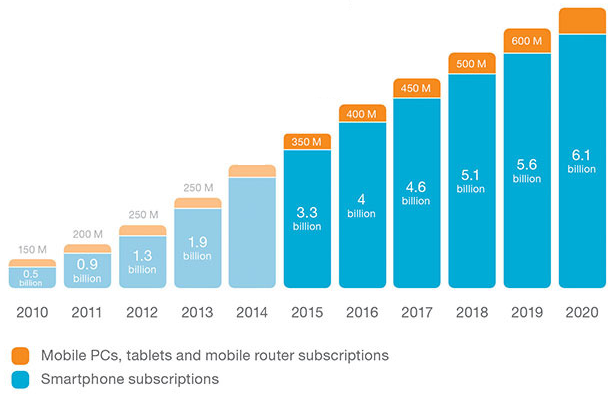 150 M
200 M
250 M
250 M
350 M
400 M
450 M
500 M
600 M
0.5
billion
0.9
billion
1.3
billion
1.9
billion
3.3
billion
4
billion
4.6
billion
5.1
billion
5.6
billion
6.1
billion
2010 2011 2012 2013 2014 2015 2016 2017 2018 2019 2020
Mobile PCs, tablets and mobile router subscriptions
Smartphone subscriptions